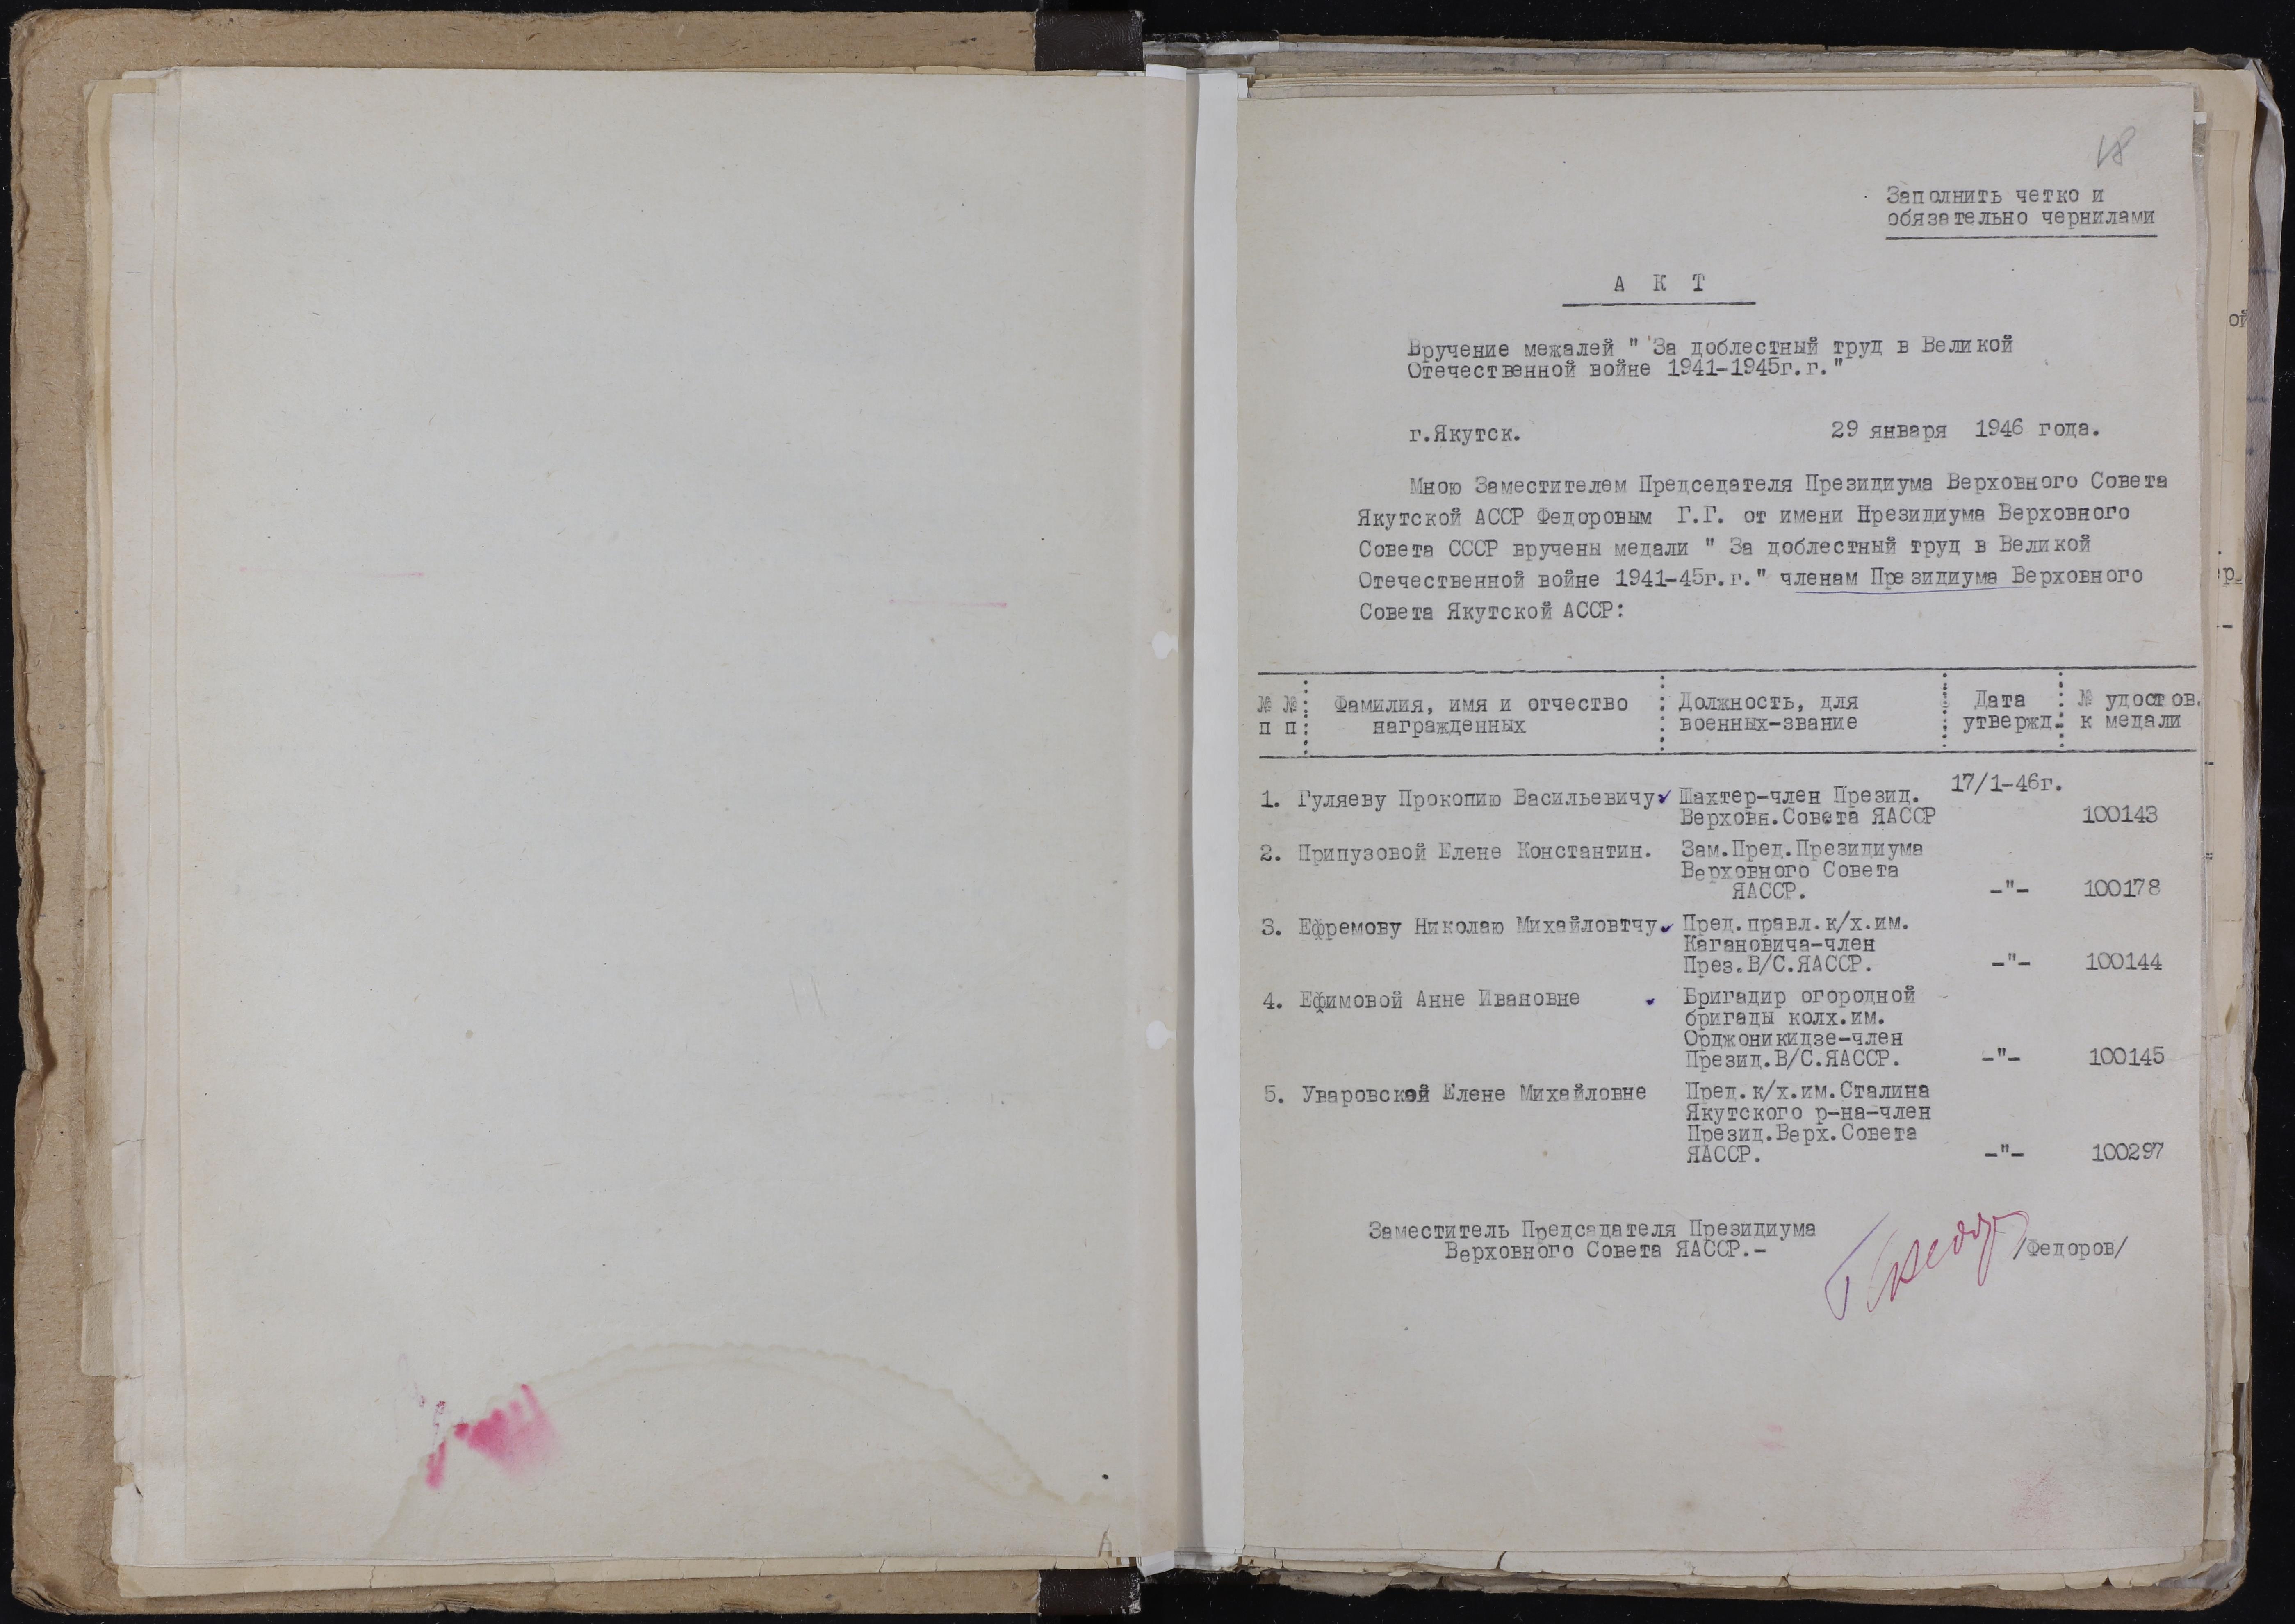 18
Заполнить четко и
обязательно чернилами
А К Т
Вручение межалей " За доблестный труд в Великой
Отечественной войне 1941-1945г.г."
г.Якутск. 29 января 1946 года.
Мною Заместителем Председателя Президиума Верховного Совета
Якутской АССР Федоровым Г.Г. от имени Президиума Верховного
Совета СССР вручены медали " За доблестный труд в Великой
Отечественной войне 1941-45г.г." членам Президиума Верховного
Совета Якутской АССР:
№ № : Фамилия, имя и отчество : Должность, для : Дата : № удостов.
п п : награжденных : военных-звание : утвержд. : к медали
1. Гуляеву Прокопию Васильевичу Шахтер-член Презид. 17/1-46г.
Верховн.Совета ЯАССР 100143
2. Припузовой Елене Константин. Зам.Пред.Президиума
Верховного Совета
ЯАССР. -"- 100178
3. Ефремову Николаю Михайловтчу Пред.правл.к/х.им.
Кагановича-член
През.В/С.ЯАССР. -"- 100144
4. Ефимовой Анне Ивановне Бригадир огородной
бригады колх.им.
Орджоникидзе-член
Презид.В/С.ЯАССР. -"- 100145
5. Уваровской Елене Михайловне Пред.к/х.им.Сталина
Якутского р-на-член
Презид.Верх.Совета
ЯАССР. -"- 100297
Заместитель Председателя Президиума
Верховного Совета ЯАССР.- /Федоров/